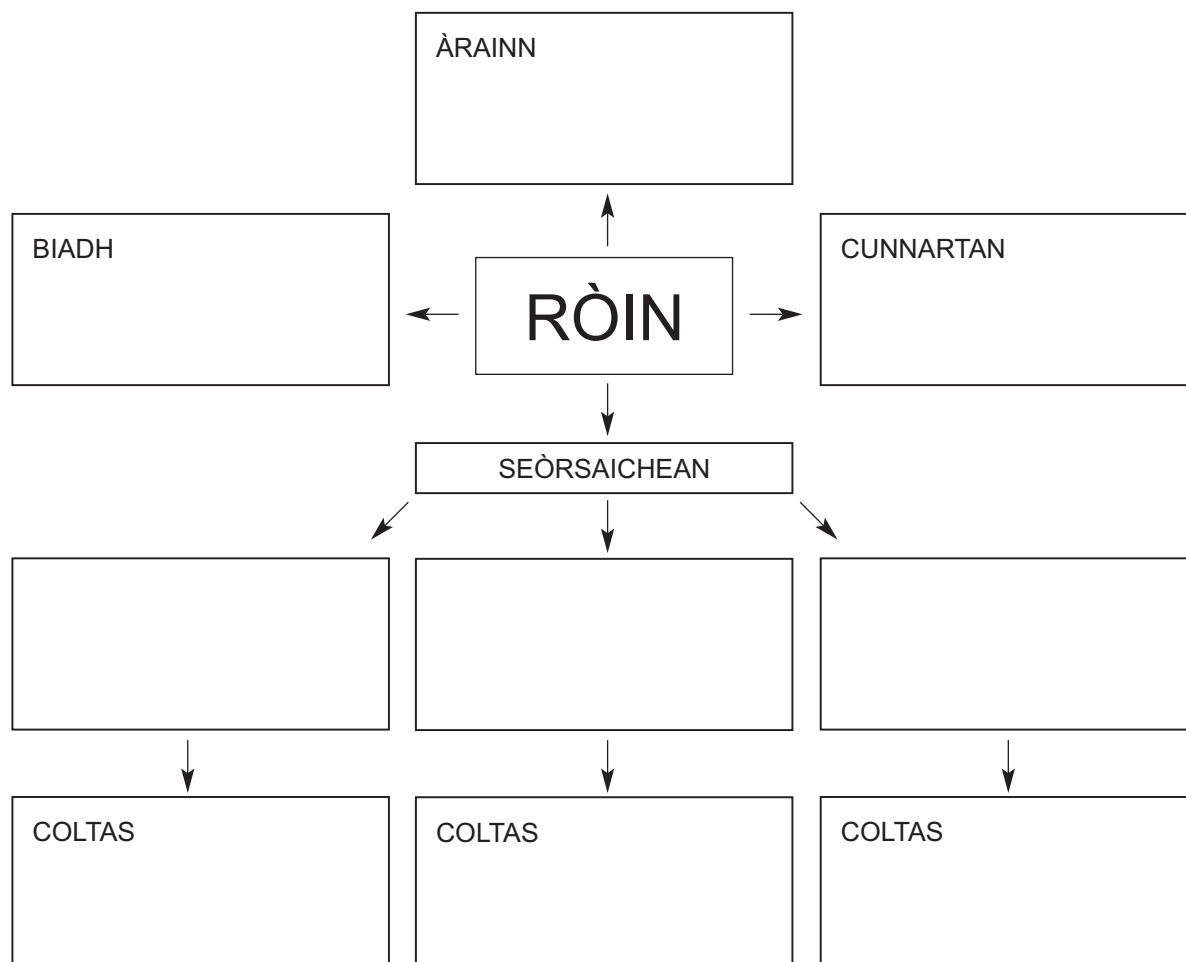 ÀRAINN
BIADH
RÒIN
CUNNARTAN
SEÒRSAICHEAN
COLTAS
COLTAS
COLTAS